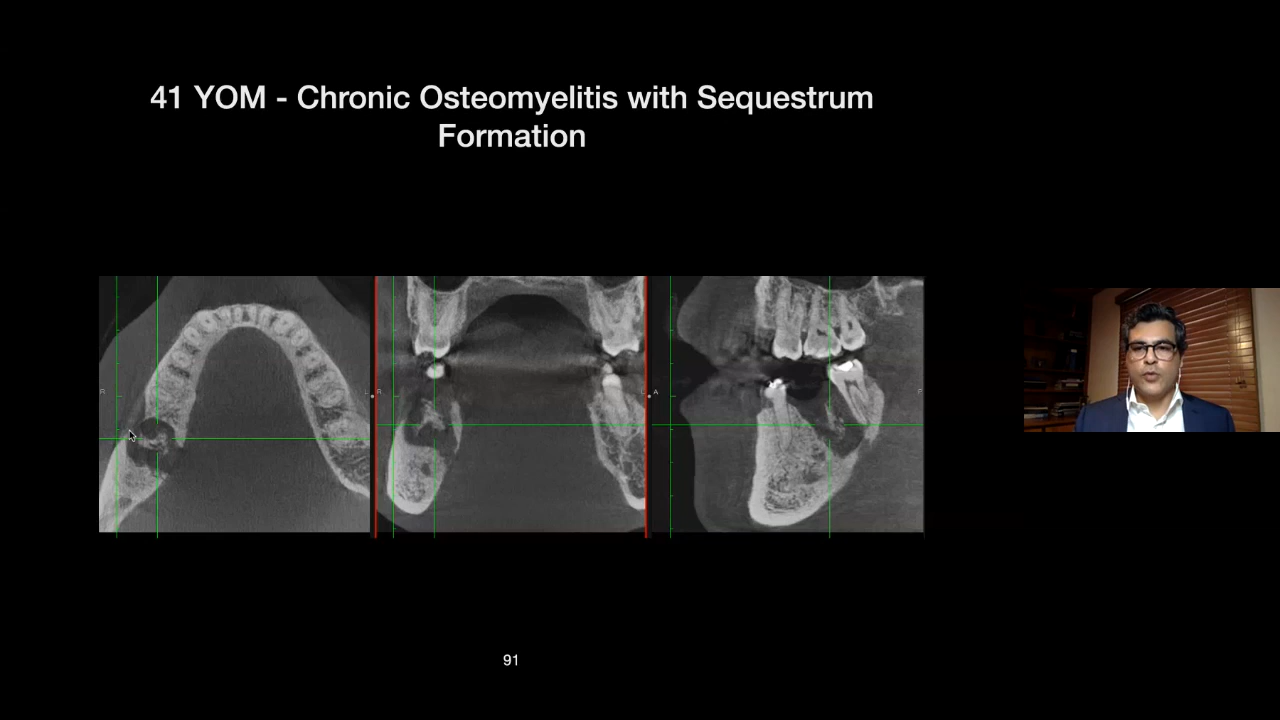 41 YOM - Chronic Osteomyelitis with Sequestrum
Formation
R
L
R
L
A
P
91